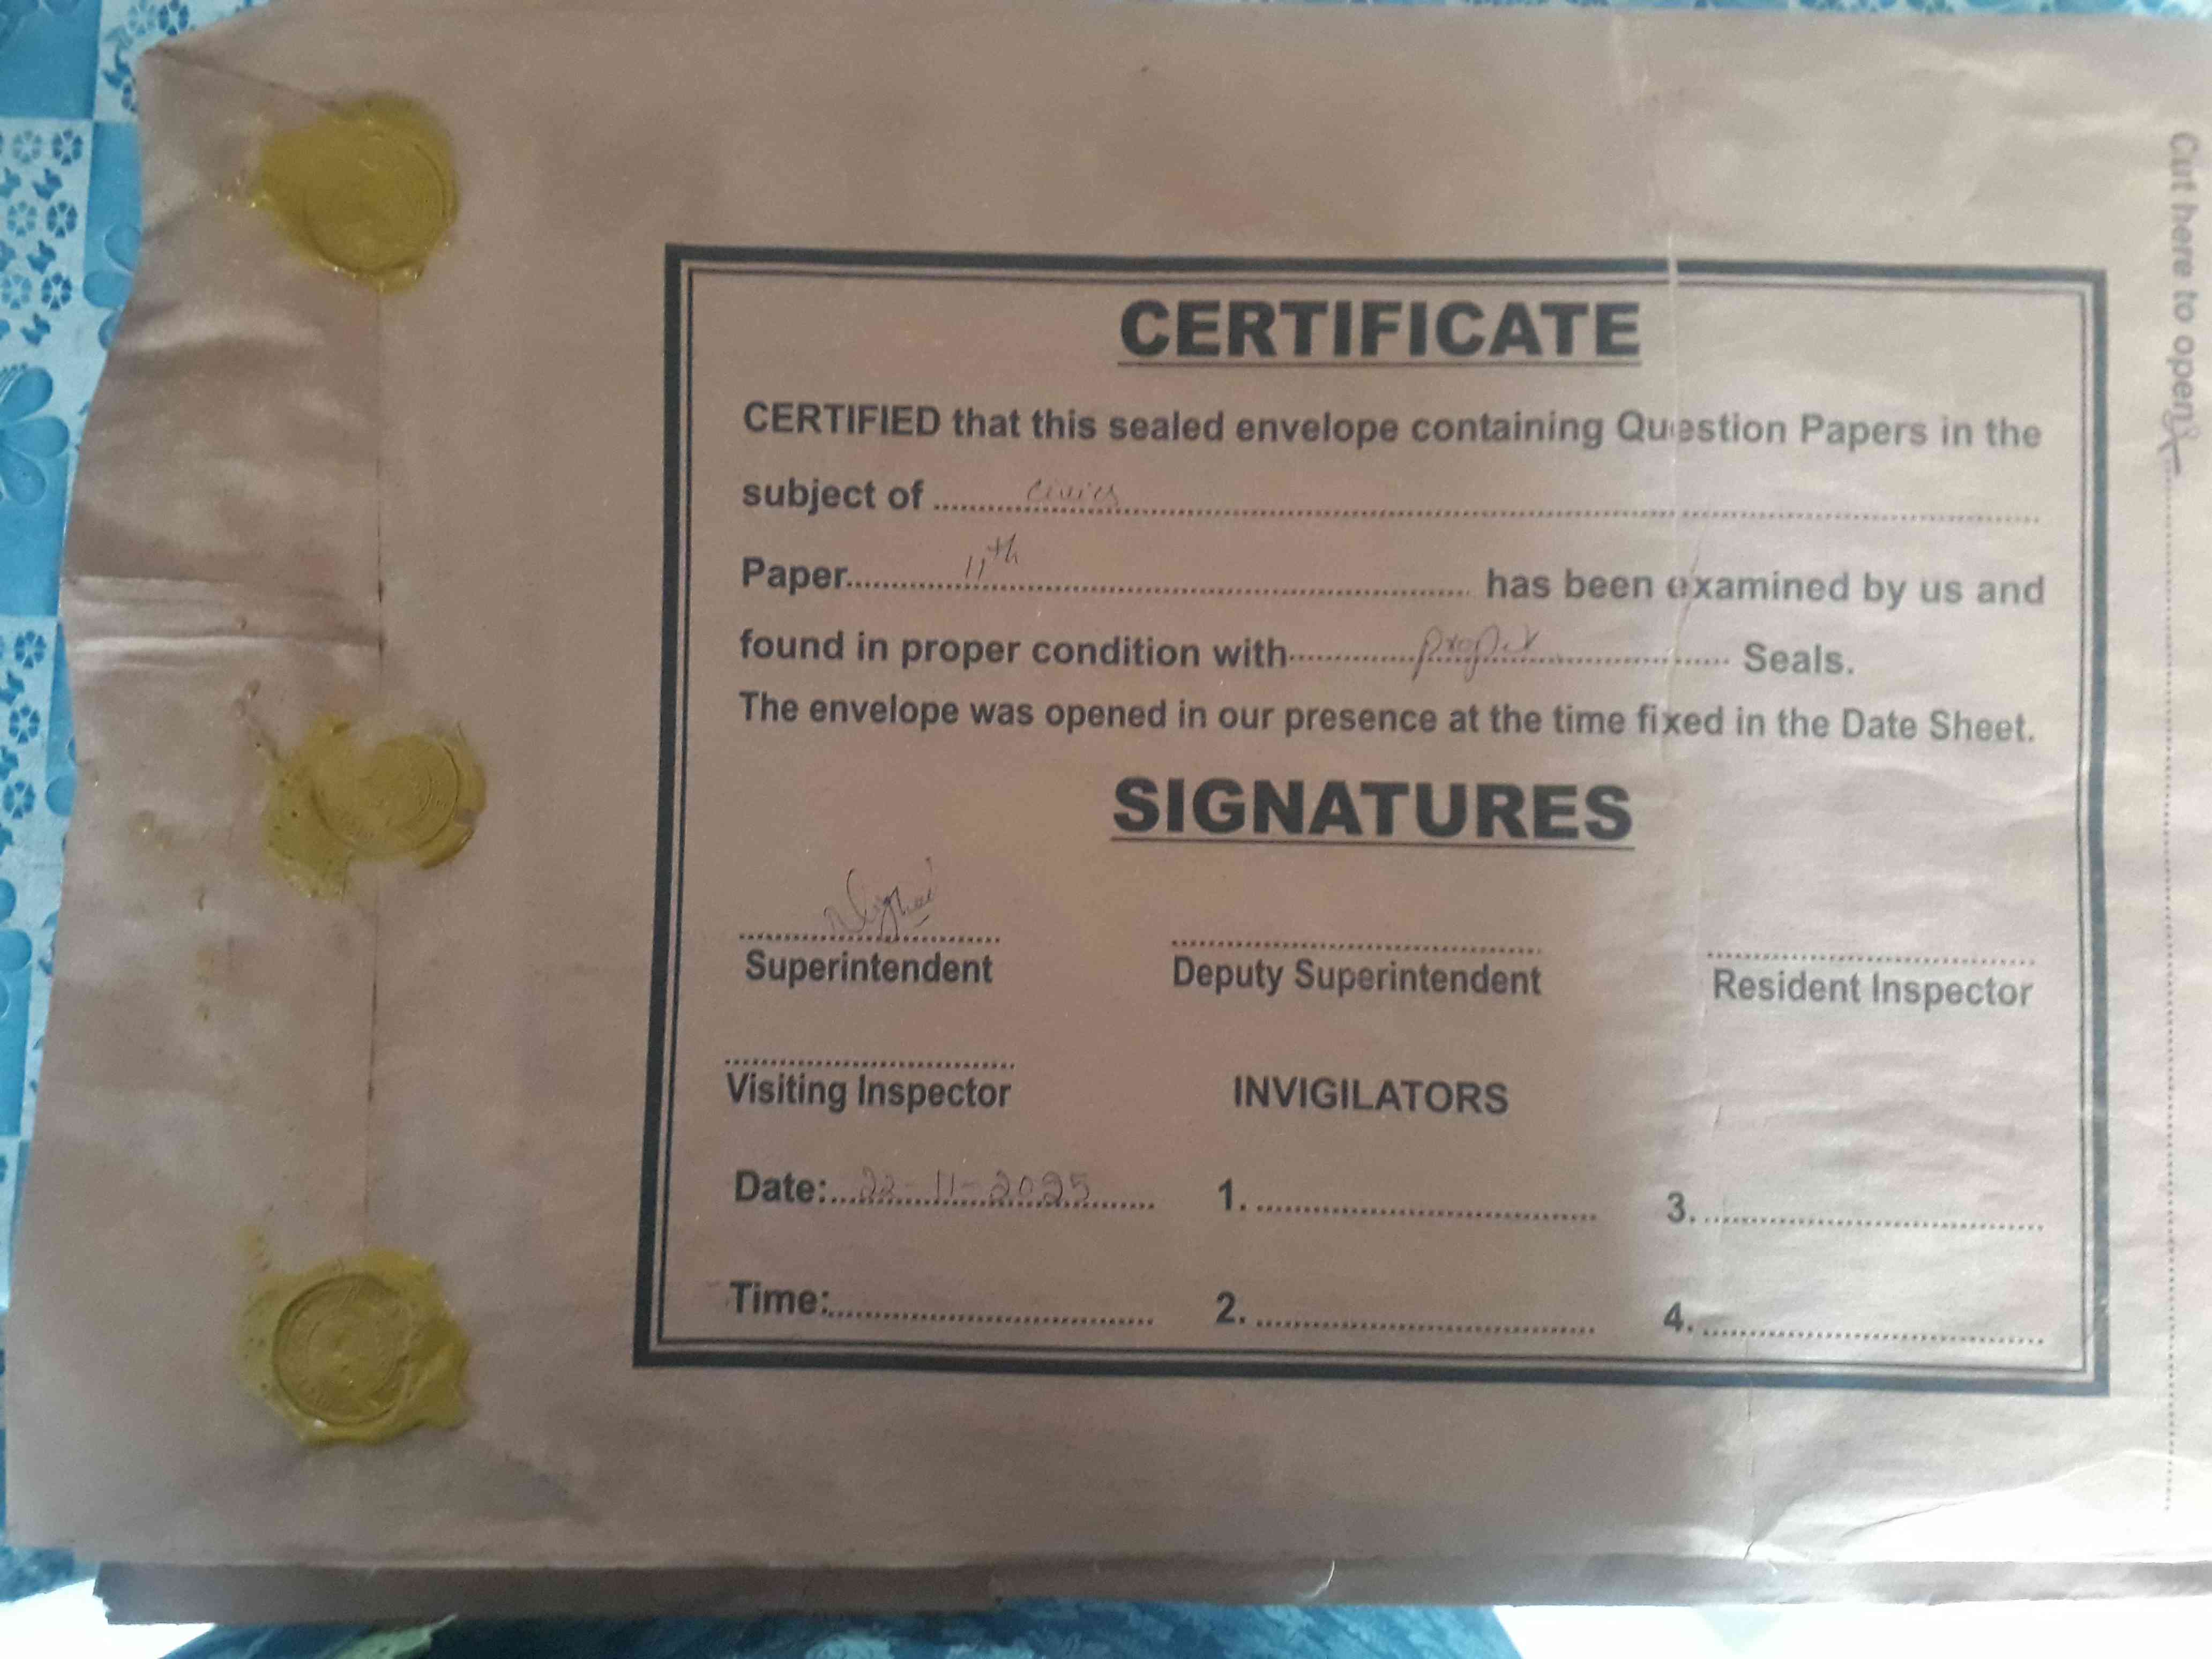 CERTIFICATE
CERTIFIED that this sealed envelope containing Question Papers in the
subject of civics
Paper 11th has been examined by us and
found in proper condition with proper Seals.
The envelope was opened in our presence at the time fixed in the Date Sheet.
SIGNATURES
Superintendent Deputy Superintendent Resident Inspector
Visiting Inspector INVIGILATORS
Date: 22-11-2025 1. 3.
Time: 2. 4.
Cut here to open